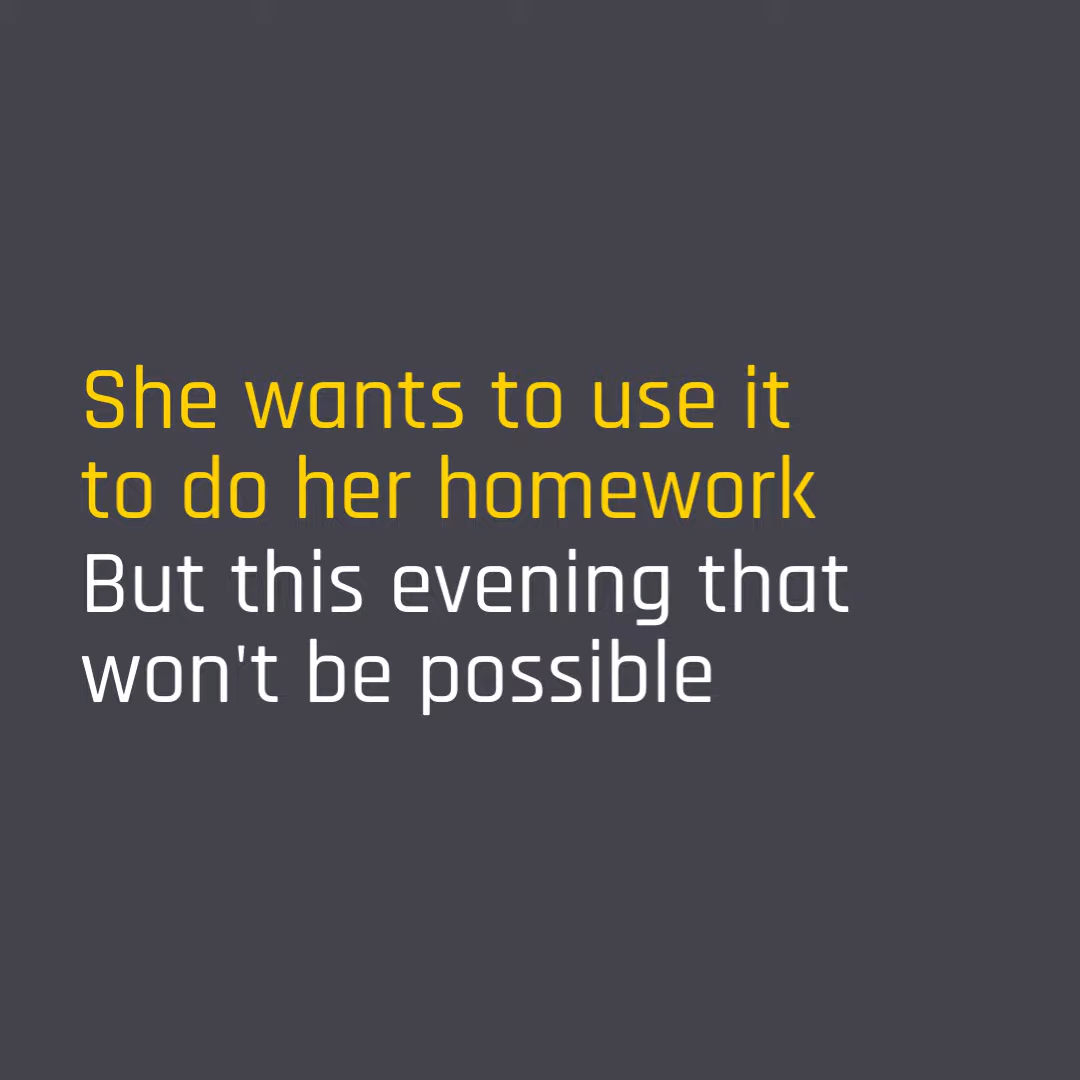 She wants to use it
to do her homework
But this evening that
won't be possible